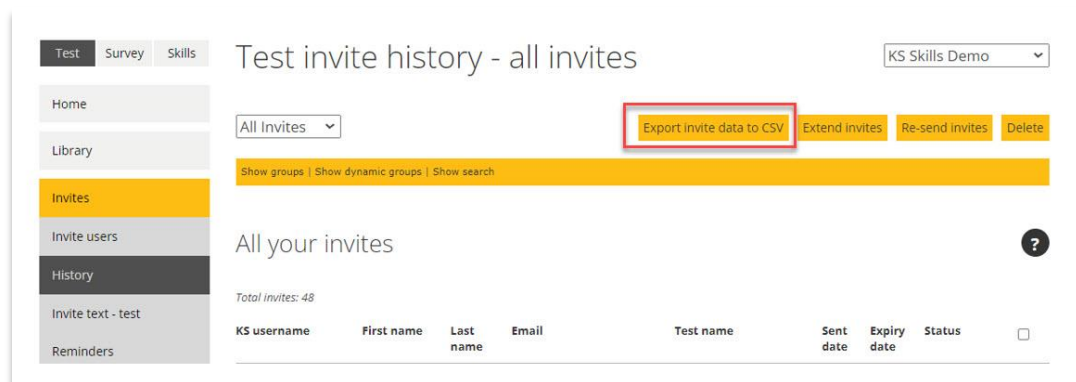 Test Survey Skills
Test invite history - all invites
KS Skills Demo
Home
All Invites
Export invite data to CSV Extend invites Re-send invites Delete
Library
Show groups | Show dynamic groups | Show search
Invites
Invite users
All your invites
?
History
Total invites: 48
Invite text - test
KS username First name Last name Email Test name Sent date Expiry date Status
Reminders